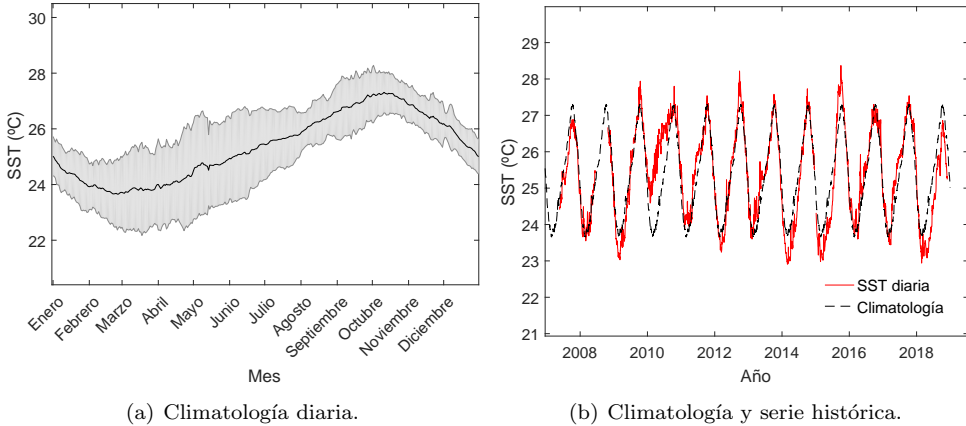 30
28
26
24
22
SST (ºC)
Enero
Febrero
Marzo
Abril
Mayo
Junio
Julio
Agosto
Septiembre
Octubre
Noviembre
Diciembre
Mes
(a) Climatología diaria.
29
28
27
26
25
24
23
22
21
SST (ºC)
SST diaria
Climatología
2008 2010 2012 2014 2016 2018
Año
(b) Climatología y serie histórica.